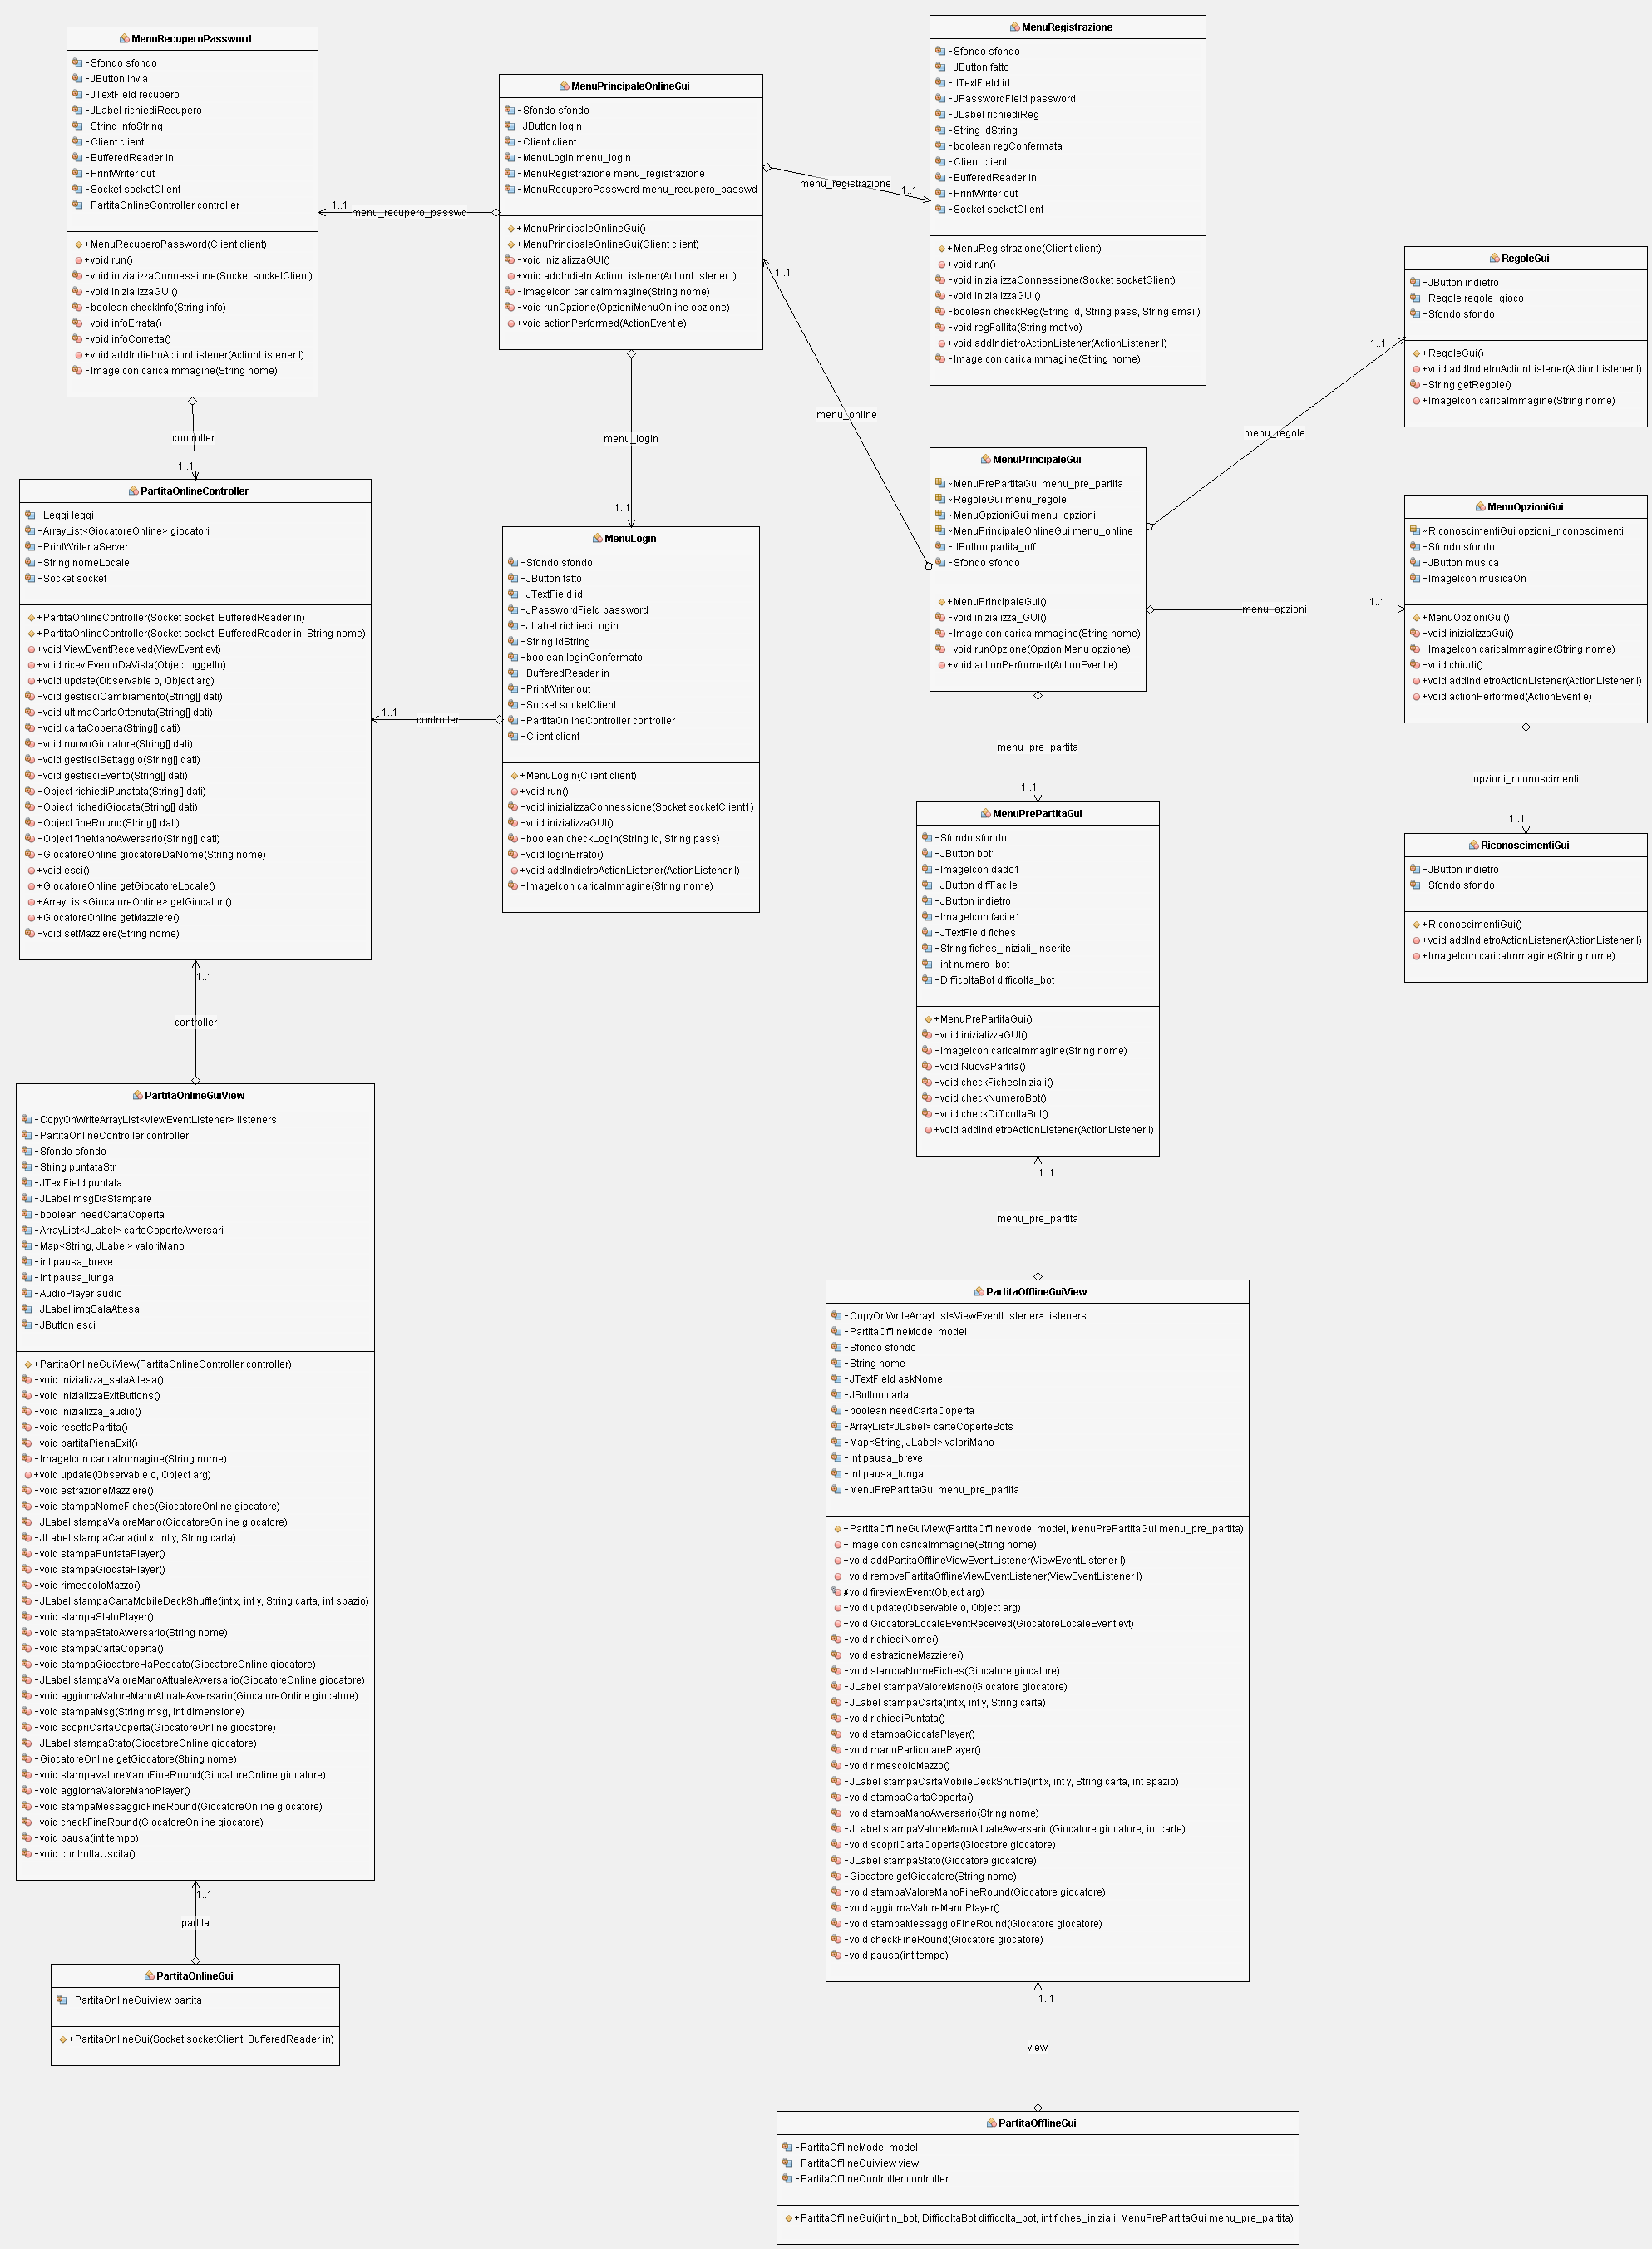 MenuRecuperoPassword
-Sfondo sfondo
-JButton invia
-JTextField recupero
-JLabel richiediRecupero
-String infoString
-Client client
-BufferedReader in
-PrintWriter out
-Socket socketClient
-PartitaOnlineController controller
+MenuRecuperoPassword(Client client)
+void run()
-void inizializzaConnessione(Socket socketClient)
-void inizializzaGUI()
-boolean checkInfo(String info)
-void infoErrata()
-void infoCorretta()
+void addIndietroActionListener(ActionListener l)
-ImageIcon caricaImmagine(String nome)
MenuPrincipaleOnlineGui
-Sfondo sfondo
-JButton login
-Client client
-MenuLogin menu_login
-MenuRegistrazione menu_registrazione
-MenuRecuperoPassword menu_recupero_passwd
+MenuPrincipaleOnlineGui()
+MenuPrincipaleOnlineGui(Client client)
-void inizializzaGUI()
+void addIndietroActionListener(ActionListener l)
-ImageIcon caricaImmagine(String nome)
-void runOpzione(OpzioniMenuOnline opzione)
+void actionPerformed(ActionEvent e)
MenuRegistrazione
-Sfondo sfondo
-JButton fatto
-JTextField id
-JPasswordField password
-JLabel richiediReg
-String idString
-boolean regConfermata
-Client client
-BufferedReader in
-PrintWriter out
-Socket socketClient
+MenuRegistrazione(Client client)
+void run()
-void inizializzaConnessione(Socket socketClient)
-void inizializzaGUI()
-boolean checkReg(String id, String pass, String email)
-void regFallita(String motivo)
+void addIndietroActionListener(ActionListener l)
-ImageIcon caricaImmagine(String nome)
1..1
menu_recupero_passwd
menu_registrazione
1..1
1..1
menu_online
RegoleGui
-JButton indietro
-Regole regole_gioco
-Sfondo sfondo
+RegoleGui()
+void addIndietroActionListener(ActionListener l)
-String getRegole()
+ImageIcon caricaImmagine(String nome)
1..1
menu_regole
controller
1..1
menu_login
1..1
PartitaOnlineController
-Leggi leggi
-ArrayList<GiocatoreOnline> giocatori
-PrintWriter aServer
-String nomeLocale
-Socket socket
+PartitaOnlineController(Socket socket, BufferedReader in)
+PartitaOnlineController(Socket socket, BufferedReader in, String nome)
+void ViewEventReceived(ViewEvent evt)
+void riceviEventoDaVista(Object oggetto)
+void update(Observable o, Object arg)
-void gestisciCambiamento(String[] dati)
-void ultimaCartaOttenuta(String[] dati)
-void cartaCoperta(String[] dati)
-void nuovoGiocatore(String[] dati)
-void gestisciSettaggio(String[] dati)
-void gestisciEvento(String[] dati)
-Object richiediPunatata(String[] dati)
-Object richediGiocata(String[] dati)
-Object fineRound(String[] dati)
-Object fineManoAvversario(String[] dati)
-GiocatoreOnline giocatoreDaNome(String nome)
+void esci()
+GiocatoreOnline getGiocatoreLocale()
+ArrayList<GiocatoreOnline> getGiocatori()
+GiocatoreOnline getMazziere()
-void setMazziere(String nome)
MenuLogin
-Sfondo sfondo
-JButton fatto
-JTextField id
-JPasswordField password
-JLabel richiediLogin
-String idString
-boolean loginConfermato
-BufferedReader in
-PrintWriter out
-Socket socketClient
-PartitaOnlineController controller
-Client client
+MenuLogin(Client client)
+void run()
-void inizializzaConnessione(Socket socketClient1)
-void inizializzaGUI()
-boolean checkLogin(String id, String pass)
-void loginErrato()
+void addIndietroActionListener(ActionListener l)
-ImageIcon caricaImmagine(String nome)
1..1
controller
MenuPrincipaleGui
~MenuPrePartitaGui menu_pre_partita
~RegoleGui menu_regole
~MenuOpzioniGui menu_opzioni
~MenuPrincipaleOnlineGui menu_online
-JButton partita_off
-Sfondo sfondo
+MenuPrincipaleGui()
-void inizializza_GUI()
-ImageIcon caricaImmagine(String nome)
-void runOpzione(OpzioniMenu opzione)
+void actionPerformed(ActionEvent e)
menu_opzioni
1..1
MenuOpzioniGui
~RiconoscimentiGui opzioni_riconoscimenti
-Sfondo sfondo
-JButton musica
-ImageIcon musicaOn
+MenuOpzioniGui()
-void inizializzaGui()
-ImageIcon caricaImmagine(String nome)
-void chiudi()
+void addIndietroActionListener(ActionListener l)
+void actionPerformed(ActionEvent e)
menu_pre_partita
1..1
opzioni_riconoscimenti
1..1
MenuPrePartitaGui
-Sfondo sfondo
-JButton bot1
-ImageIcon dado1
-JButton diffFacile
-JButton indietro
-ImageIcon facile1
-JTextField fiches
-String fiches_iniziali_inserite
-int numero_bot
-DifficoltaBot difficolta_bot
+MenuPrePartitaGui()
-void inizializzaGUI()
-ImageIcon caricaImmagine(String nome)
-void NuovaPartita()
-void checkFichesIniziali()
-void checkNumeroBot()
-void checkDifficoltaBot()
+void addIndietroActionListener(ActionListener l)
RiconoscimentiGui
-JButton indietro
-Sfondo sfondo
+RiconoscimentiGui()
+void addIndietroActionListener(ActionListener l)
+ImageIcon caricaImmagine(String nome)
1..1
controller
PartitaOnlineGuiView
-CopyOnWriteArrayList<ViewEventListener> listeners
-PartitaOnlineController controller
-Sfondo sfondo
-String puntataStr
-JTextField puntata
-JLabel msgDaStampare
-boolean needCartaCoperta
-ArrayList<JLabel> carteCoperteAvversari
-Map<String, JLabel> valoriMano
-int pausa_breve
-int pausa_lunga
-AudioPlayer audio
-JLabel imgSalaAttesa
-JButton esci
+PartitaOnlineGuiView(PartitaOnlineController controller)
-void inizializza_salaAttesa()
-void inizializzaExitButtons()
-void inizializza_audio()
-void resettaPartita()
-void partitaPienaExit()
-ImageIcon caricaImmagine(String nome)
+void update(Observable o, Object arg)
-void estrazioneMazziere()
-void stampaNomeFiches(GiocatoreOnline giocatore)
-JLabel stampaValoreMano(GiocatoreOnline giocatore)
-JLabel stampaCarta(int x, int y, String carta)
-void stampaPuntataPlayer()
-void stampaGiocataPlayer()
-void rimescoloMazzo()
-JLabel stampaCartaMobileDeckShuffle(int x, int y, String carta, int spazio)
-void stampaStatoPlayer()
-void stampaStatoAvversario(String nome)
-void stampaCartaCoperta()
-void stampaGiocatoreHaPescato(GiocatoreOnline giocatore)
-JLabel stampaValoreManoAttualeAvversario(GiocatoreOnline giocatore)
-void aggiornaValoreManoAttualeAvversario(GiocatoreOnline giocatore)
-void stampaMsg(String msg, int dimensione)
-void scopriCartaCoperta(GiocatoreOnline giocatore)
-JLabel stampaStato(GiocatoreOnline giocatore)
-GiocatoreOnline getGiocatore(String nome)
-void stampaValoreManoFineRound(GiocatoreOnline giocatore)
-void aggiornaValoreManoPlayer()
-void stampaMessaggioFineRound(GiocatoreOnline giocatore)
-void checkFineRound(GiocatoreOnline giocatore)
-void pausa(int tempo)
-void controllaUscita()
1..1
menu_pre_partita
PartitaOfflineGuiView
-CopyOnWriteArrayList<ViewEventListener> listeners
-PartitaOfflineModel model
-Sfondo sfondo
-String nome
-JTextField askNome
-JButton carta
-boolean needCartaCoperta
-ArrayList<JLabel> carteCoperteBots
-Map<String, JLabel> valoriMano
-int pausa_breve
-int pausa_lunga
-MenuPrePartitaGui menu_pre_partita
+PartitaOfflineGuiView(PartitaOfflineModel model, MenuPrePartitaGui menu_pre_partita)
+ImageIcon caricaImmagine(String nome)
+void addPartitaOfflineViewEventListener(ViewEventListener l)
+void removePartitaOfflineViewEventListener(ViewEventListener l)
#void fireViewEvent(Object arg)
+void update(Observable o, Object arg)
+void GiocatoreLocaleEventReceived(GiocatoreLocaleEvent evt)
-void richiediNome()
-void estrazioneMazziere()
-void stampaNomeFiches(Giocatore giocatore)
-JLabel stampaValoreMano(Giocatore giocatore)
-JLabel stampaCarta(int x, int y, String carta)
-void richiediPuntata()
-void stampaGiocataPlayer()
-void manoParticolarePlayer()
-void rimescoloMazzo()
-JLabel stampaCartaMobileDeckShuffle(int x, int y, String carta, int spazio)
-void stampaCartaCoperta()
-void stampaManoAvversario(String nome)
-JLabel stampaValoreManoAttualeAvversario(Giocatore giocatore, int carte)
-void scopriCartaCoperta(Giocatore giocatore)
-JLabel stampaStato(Giocatore giocatore)
-Giocatore getGiocatore(String nome)
-void stampaValoreManoFineRound(Giocatore giocatore)
-void aggiornaValoreManoPlayer()
-void stampaMessaggioFineRound(Giocatore giocatore)
-void checkFineRound(Giocatore giocatore)
-void pausa(int tempo)
1..1
partita
PartitaOnlineGui
-PartitaOnlineGuiView partita
+PartitaOnlineGui(Socket socketClient, BufferedReader in)
1..1
view
PartitaOfflineGui
-PartitaOfflineModel model
-PartitaOfflineGuiView view
-PartitaOfflineController controller
+PartitaOfflineGui(int n_bot, DifficoltaBot difficolta_bot, int fiches_iniziali, MenuPrePartitaGui menu_pre_partita)